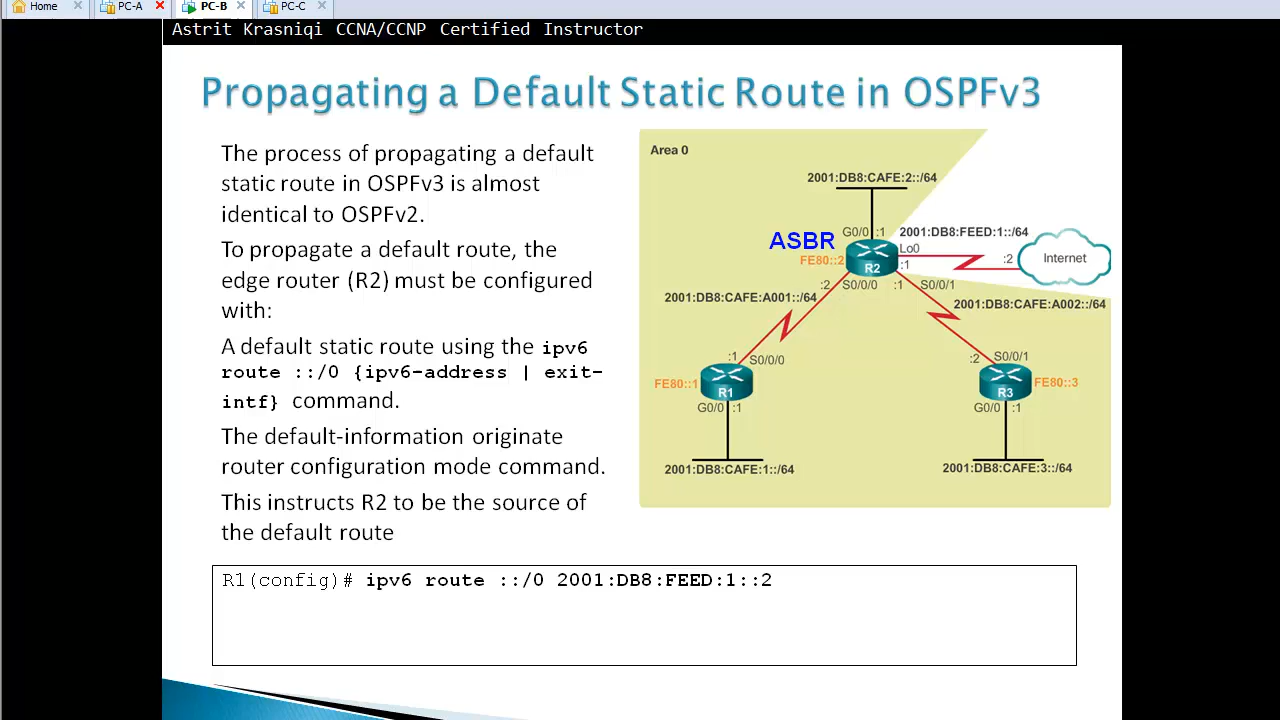 Home
PC-A
PC-B
PC-C
Astrit Krasniqi CCNA/CCNP Certified Instructor
Propagating a Default Static Route in OSPFv3
The process of propagating a default
static route in OSPFv3 is almost
identical to OSPFv2.
To propagate a default route, the
edge router (R2) must be configured
with:
A default static route using the ipv6
route ::/0 {ipv6-address | exit-
intf} command.
The default-information originate
router configuration mode command.
This instructs R2 to be the source of
the default route
Area 0
2001:DB8:CAFE:2::/64
ASBR
G0/0 :1
2001:DB8:FEED:1::/64
Lo0
FE80::2
R2
:1
:2
Internet
:2 S0/0/0 :1 S0/0/1
2001:DB8:CAFE:A001::/64
2001:DB8:CAFE:A002::/64
:1 S0/0/0
:2 S0/0/1
FE80::1
R1
R3
FE80::3
G0/0 :1
G0/0 :1
2001:DB8:CAFE:1::/64
2001:DB8:CAFE:3::/64
R1(config)# ipv6 route ::/0 2001:DB8:FEED:1::2